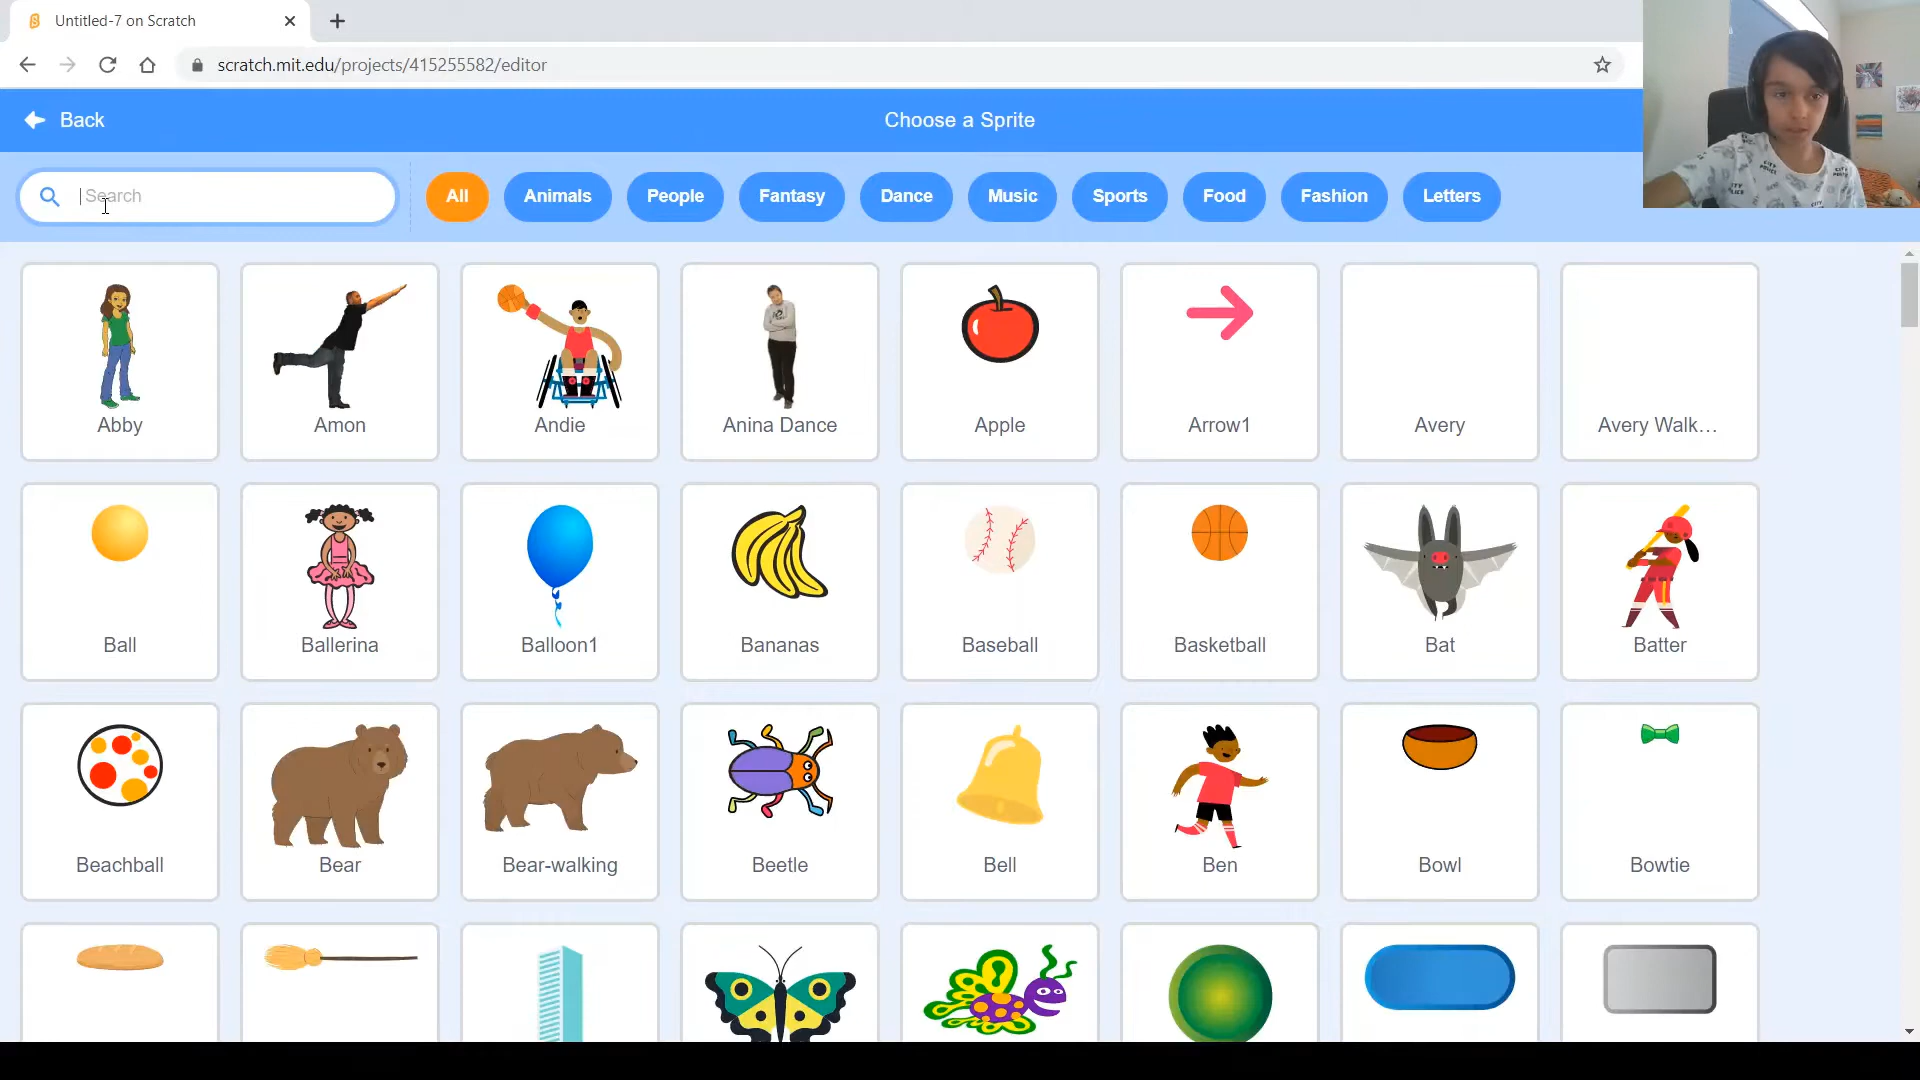 Untitled-7 on Scratch
scratch.mit.edu/projects/415255582/editor
Back
Choose a Sprite
Search
All
Animals
People
Fantasy
Dance
Music
Sports
Food
Fashion
Letters
Abby
Amon
Andie
Anina Dance
Apple
Arrow1
Avery
Avery Walk...
Ball
Ballerina
Balloon1
Bananas
Baseball
Basketball
Bat
Batter
Beachball
Bear
Bear-walking
Beetle
Bell
Ben
Bowl
Bowtie